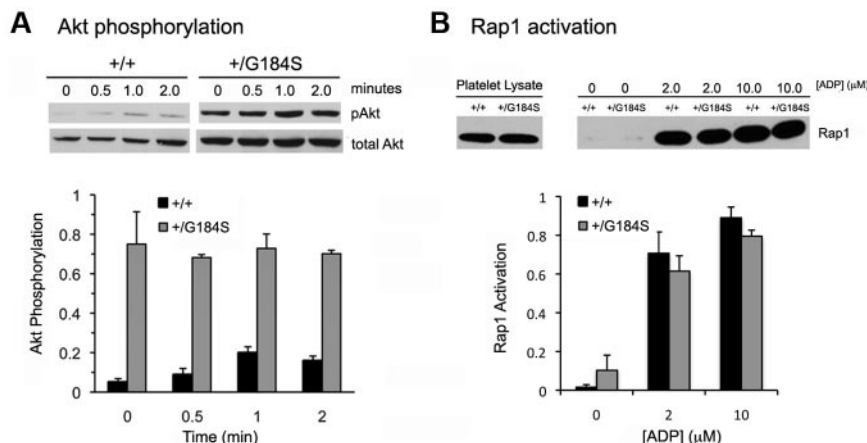 A Akt phosphorylation
+/+ +/G184S
0 0.5 1.0 2.0 0 0.5 1.0 2.0 minutes
pAkt
total Akt
+/+
+/G184S
Akt Phosphorylation
1
0.8
0.6
0.4
0.2
0
0 0.5 1 2
Time (min)
B Rap1 activation
Platelet Lysate
+/+ +/G184S
0 0 2.0 2.0 10.0 10.0 [ADP] (µM)
+/+ +/G184S +/+ +/G184S +/+ +/G184S
Rap1
+/+
+/G184S
Rap1 Activation
1
0.8
0.6
0.4
0.2
0
0 2 10
[ADP] (µM)